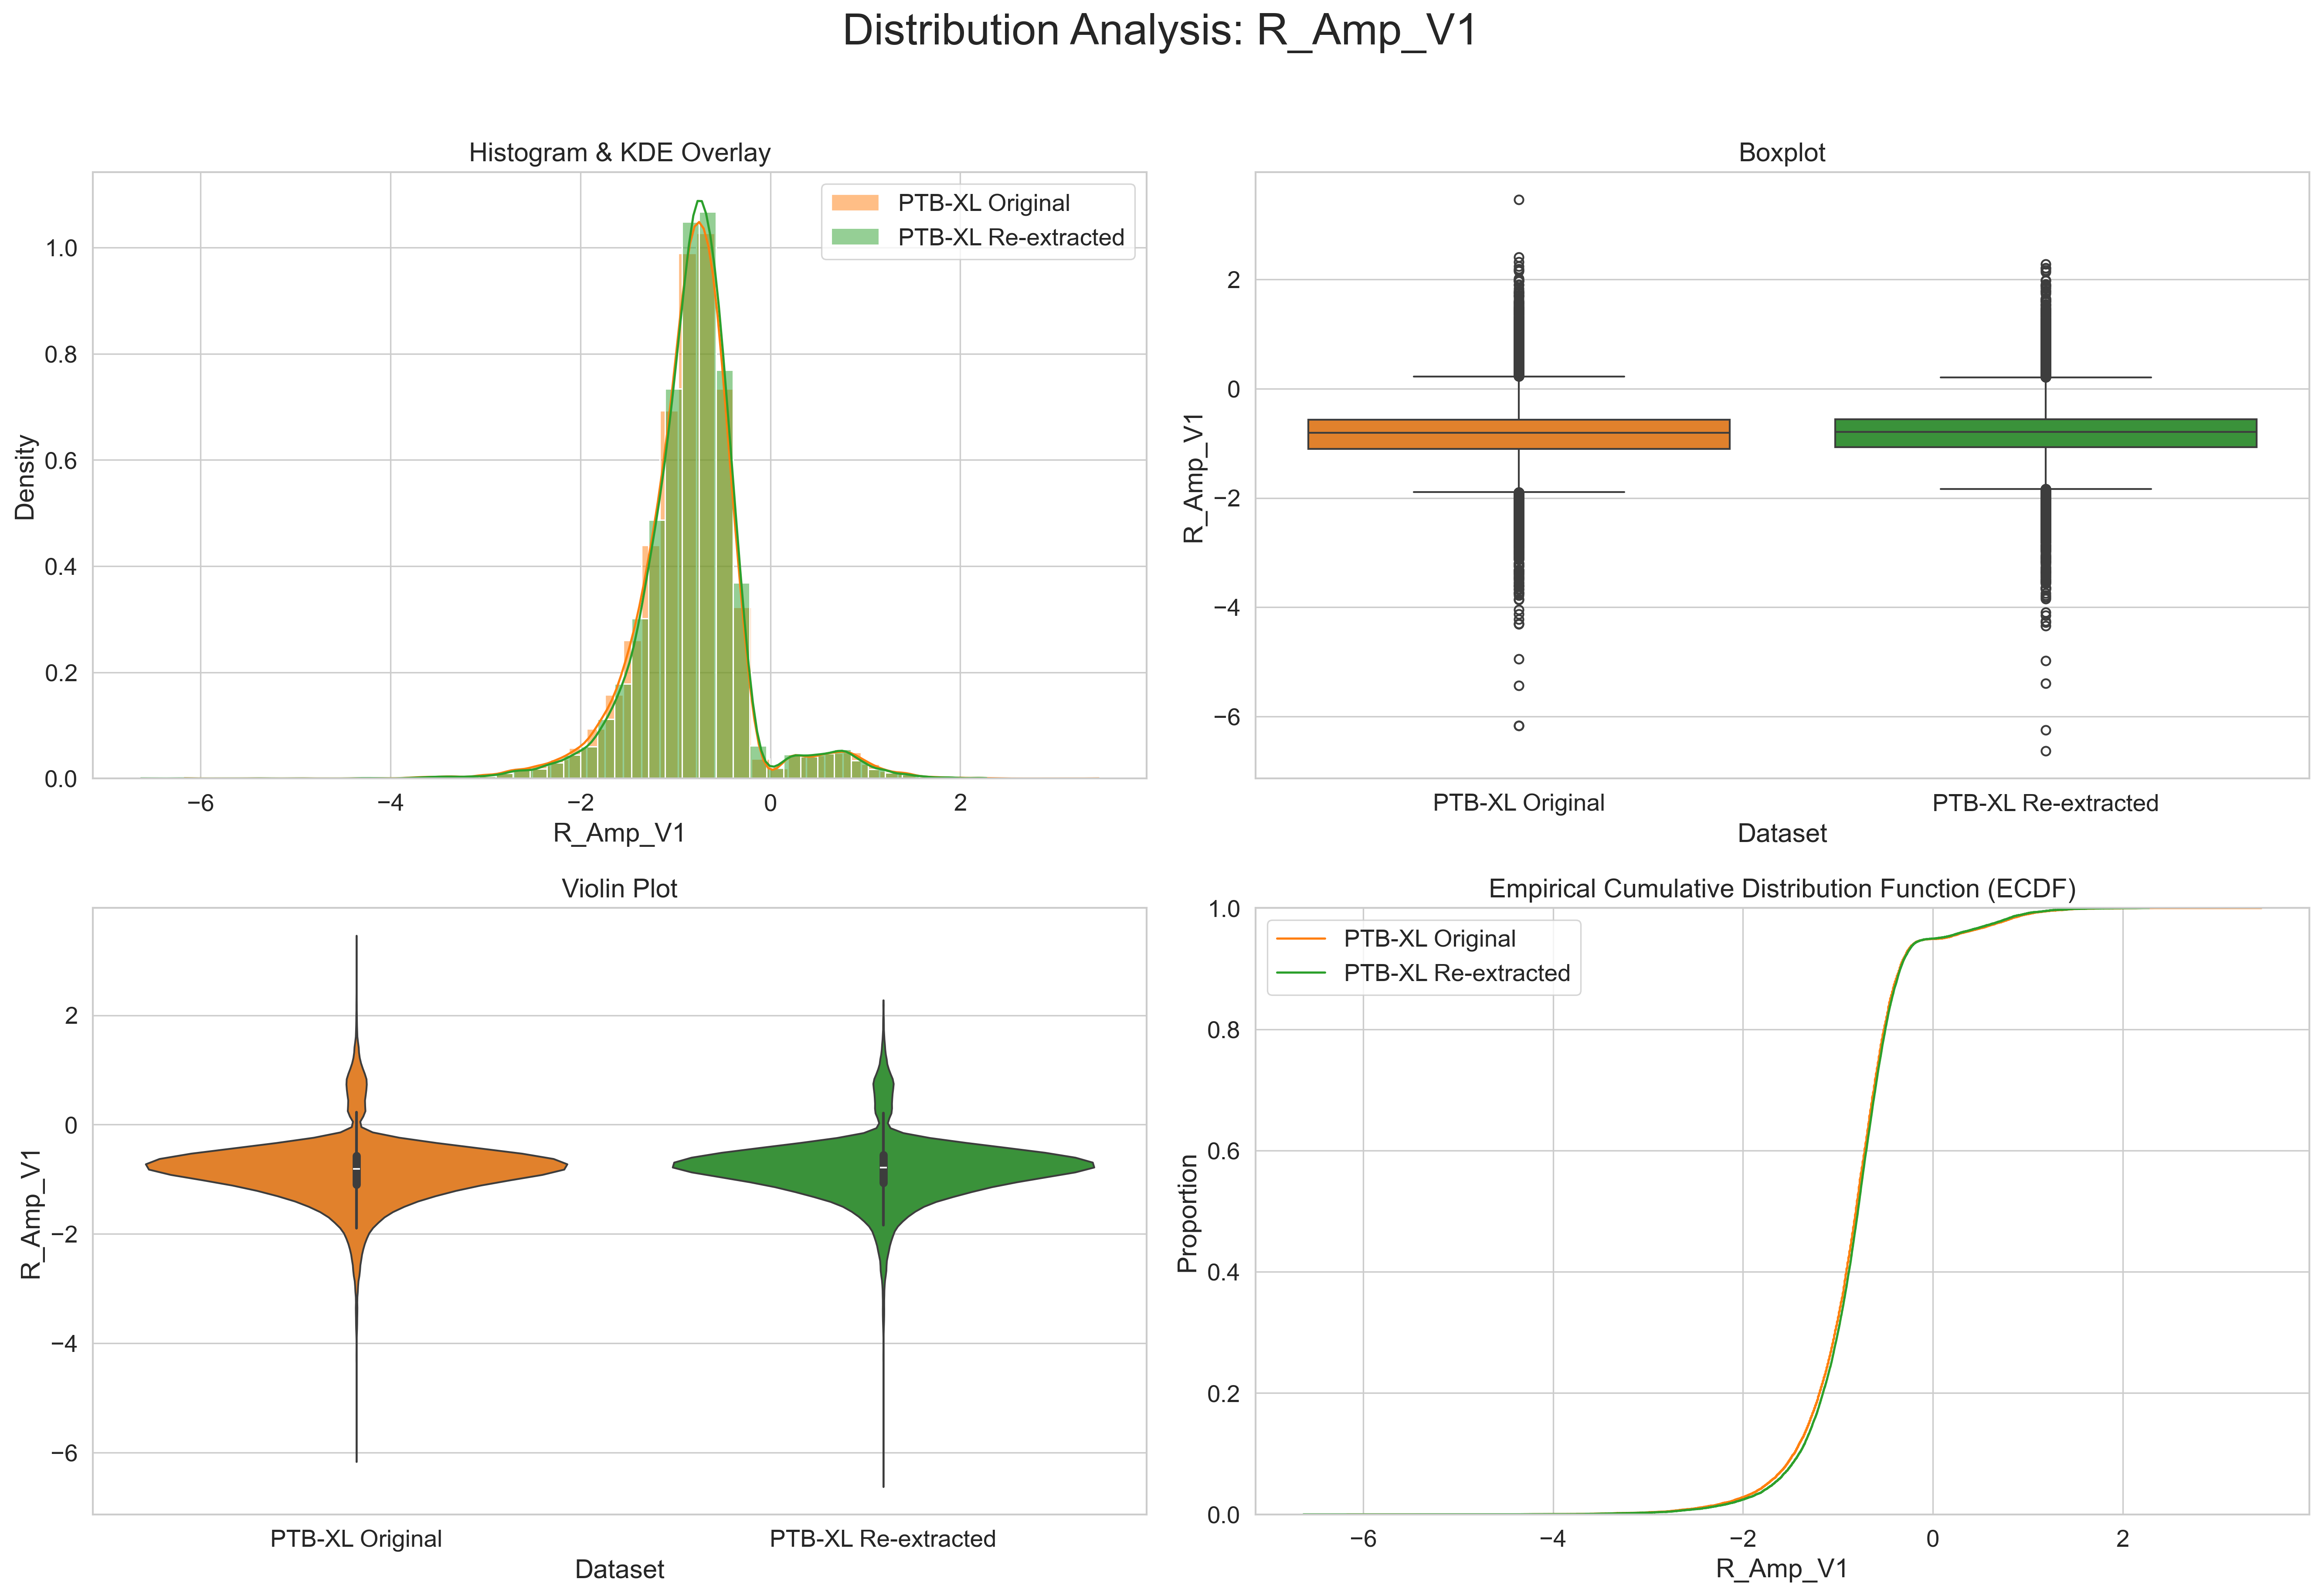 Distribution Analysis: R_Amp_V1
Histogram & KDE Overlay
PTB-XL Original
PTB-XL Re-extracted
Density
1.0
0.8
0.6
0.4
0.2
0.0
−6
−4
−2
0
2
R_Amp_V1
Boxplot
R_Amp_V1
2
0
−2
−4
−6
PTB-XL Original
PTB-XL Re-extracted
Dataset
Violin Plot
R_Amp_V1
2
0
−2
−4
−6
PTB-XL Original
PTB-XL Re-extracted
Dataset
Empirical Cumulative Distribution Function (ECDF)
PTB-XL Original
PTB-XL Re-extracted
Proportion
1.0
0.8
0.6
0.4
0.2
0.0
−6
−4
−2
0
2
R_Amp_V1